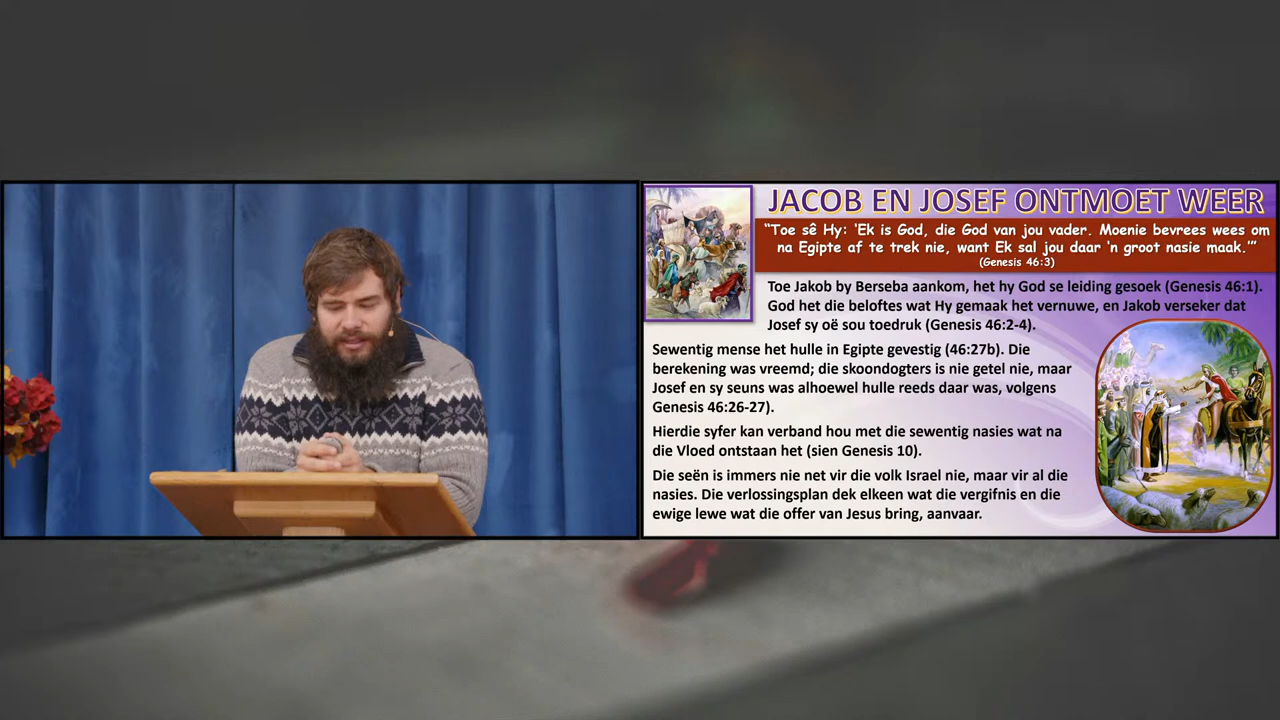 JACOB EN JOSEF ONTMOET WEER
“Toe sê Hy: ‘Ek is God, die God van jou vader. Moenie bevrees wees om
na Egipte af te trek nie, want Ek sal jou daar ‘n groot nasie maak.’”
(Genesis 46:3)
Toe Jakob by Berseba aankom, het hy God se leiding gesoek (Genesis 46:1).
God het die beloftes wat Hy gemaak het vernuwe, en Jakob verseker dat
Josef sy oë sou toedruk (Genesis 46:2-4).
Sewentig mense het hulle in Egipte gevestig (46:27b). Die
berekening was vreemd; die skoondogters is nie getel nie, maar
Josef en sy seuns was alhoewel hulle reeds daar was, volgens
Genesis 46:26-27).
Hierdie syfer kan verband hou met die sewentig nasies wat na
die Vloed ontstaan het (sien Genesis 10).
Die seën is immers nie net vir die volk Israel nie, maar vir al die
nasies. Die verlossingsplan dek elkeen wat die vergifnis en die
ewige lewe wat die offer van Jesus bring, aanvaar.